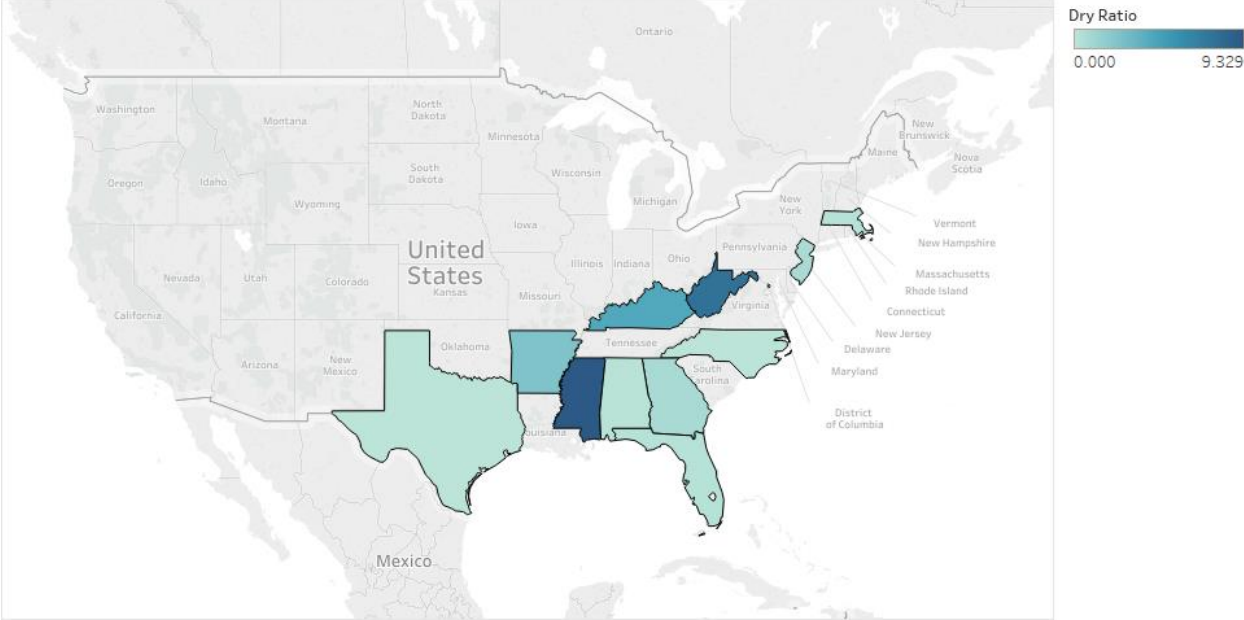 Dry Ratio
0.000 9.329
Ontario
Washington
Montana
North
Dakota
Minnesota
New
Brunswick
Maine
Nova
Scotia
Oregon
Idaho
South
Dakota
Wisconsin
Michigan
Wyoming
New
York
Iowa
Vermont
New Hampshire
United
States
Pennsylvania
Nevada
Utah
Colorado
Kansas
Illinois
Indiana
Ohio
Missouri
Massachusetts
Rhode Island
Virginia
Connecticut
California
New Jersey
Tennessee
Oklahoma
Delaware
Arizona
New
Mexico
South
Carolina
Maryland
District
of Columbia
ouisiana
Mexico